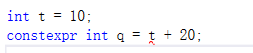 int t = 10;
constexpr int q = t + 20;